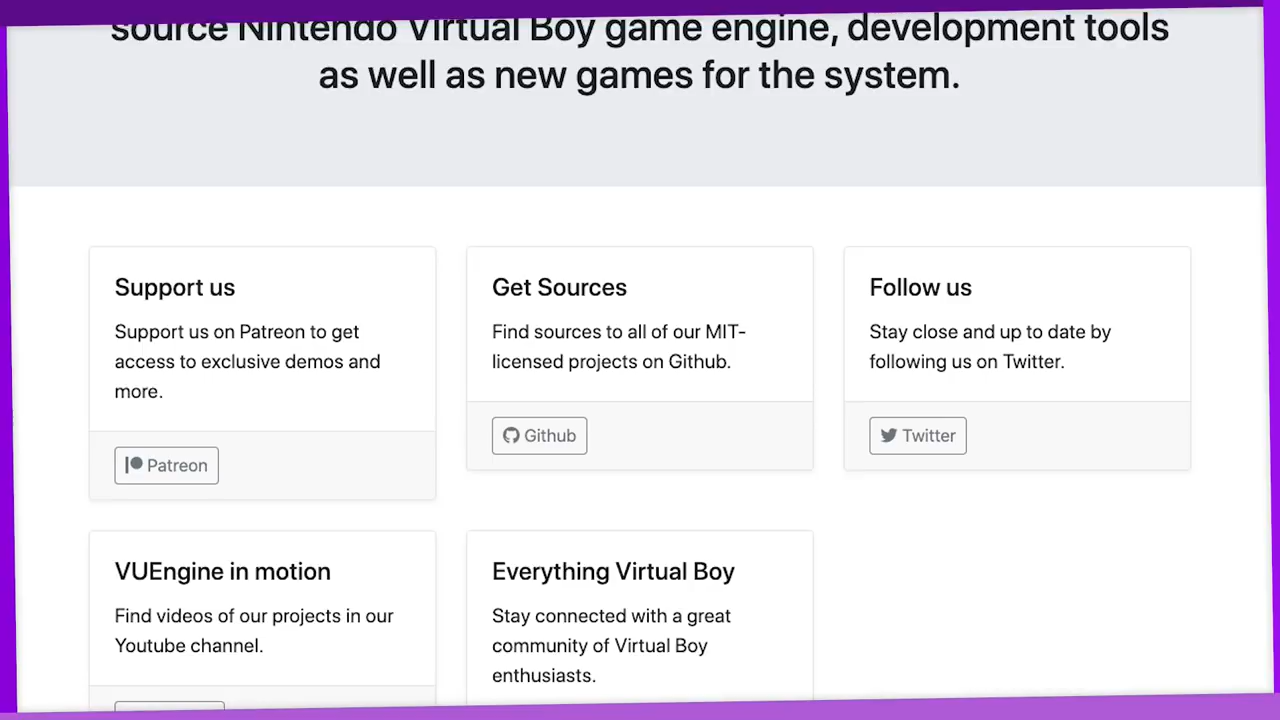 source Nintendo Virtual Boy game engine, development tools
as well as new games for the system.
Support us
Support us on Patreon to get
access to exclusive demos and
more.
Patreon
Get Sources
Find sources to all of our MIT-
licensed projects on Github.
Github
Follow us
Stay close and up to date by
following us on Twitter.
Twitter
VUEngine in motion
Find videos of our projects in our
Youtube channel.
Everything Virtual Boy
Stay connected with a great
community of Virtual Boy
enthusiasts.